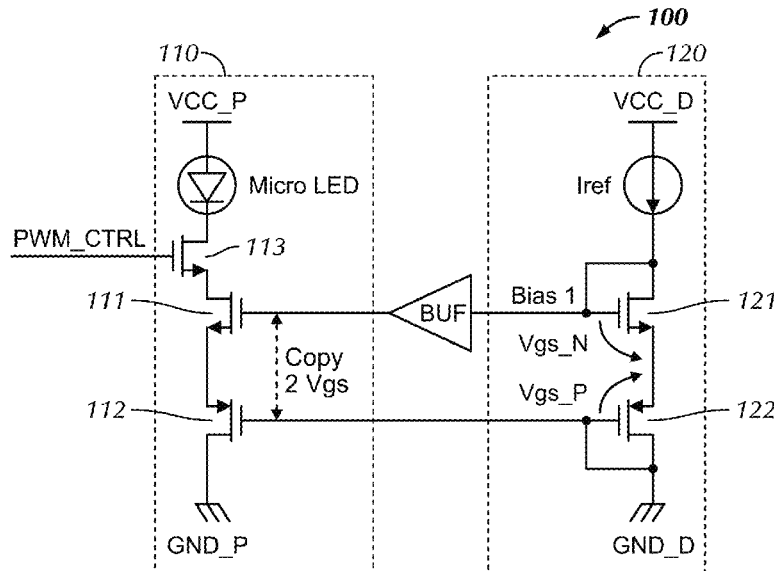 100
110
120
VCC_P
VCC_D
Micro LED
Iref
PWM_CTRL
113
111
BUF
Bias 1
121
Vgs_N
Copy
2 Vgs
Vgs_P
112
122
GND_P
GND_D